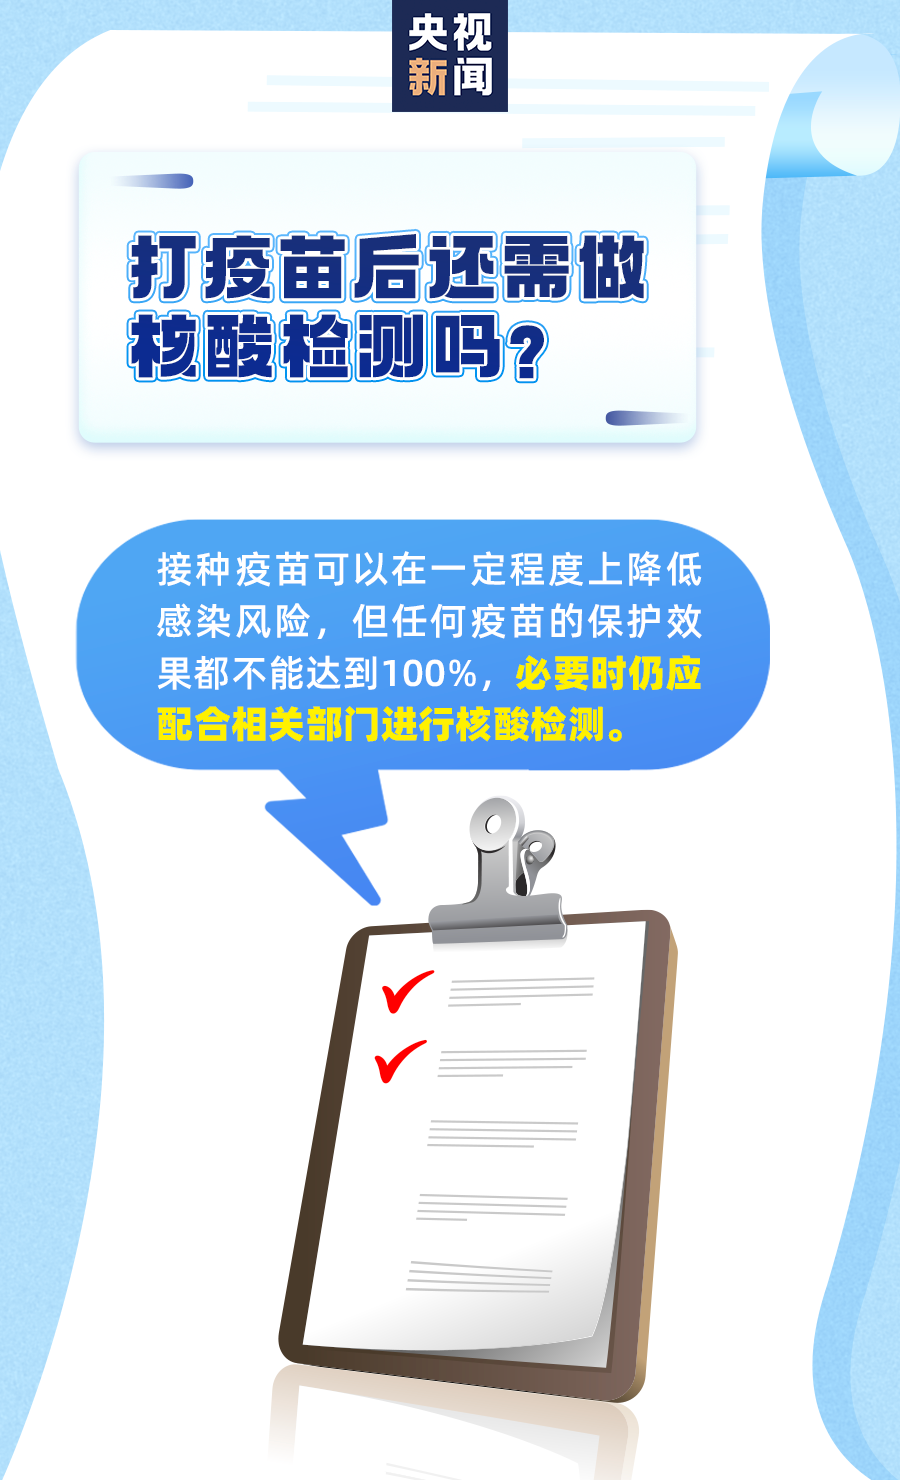 央视
新闻
打疫苗后还需做
核酸检测吗?
接种疫苗可以在一定程度上降低
感染风险，但任何疫苗的保护效
果都不能达到100%，必要时仍应
配合相关部门进行核酸检测。